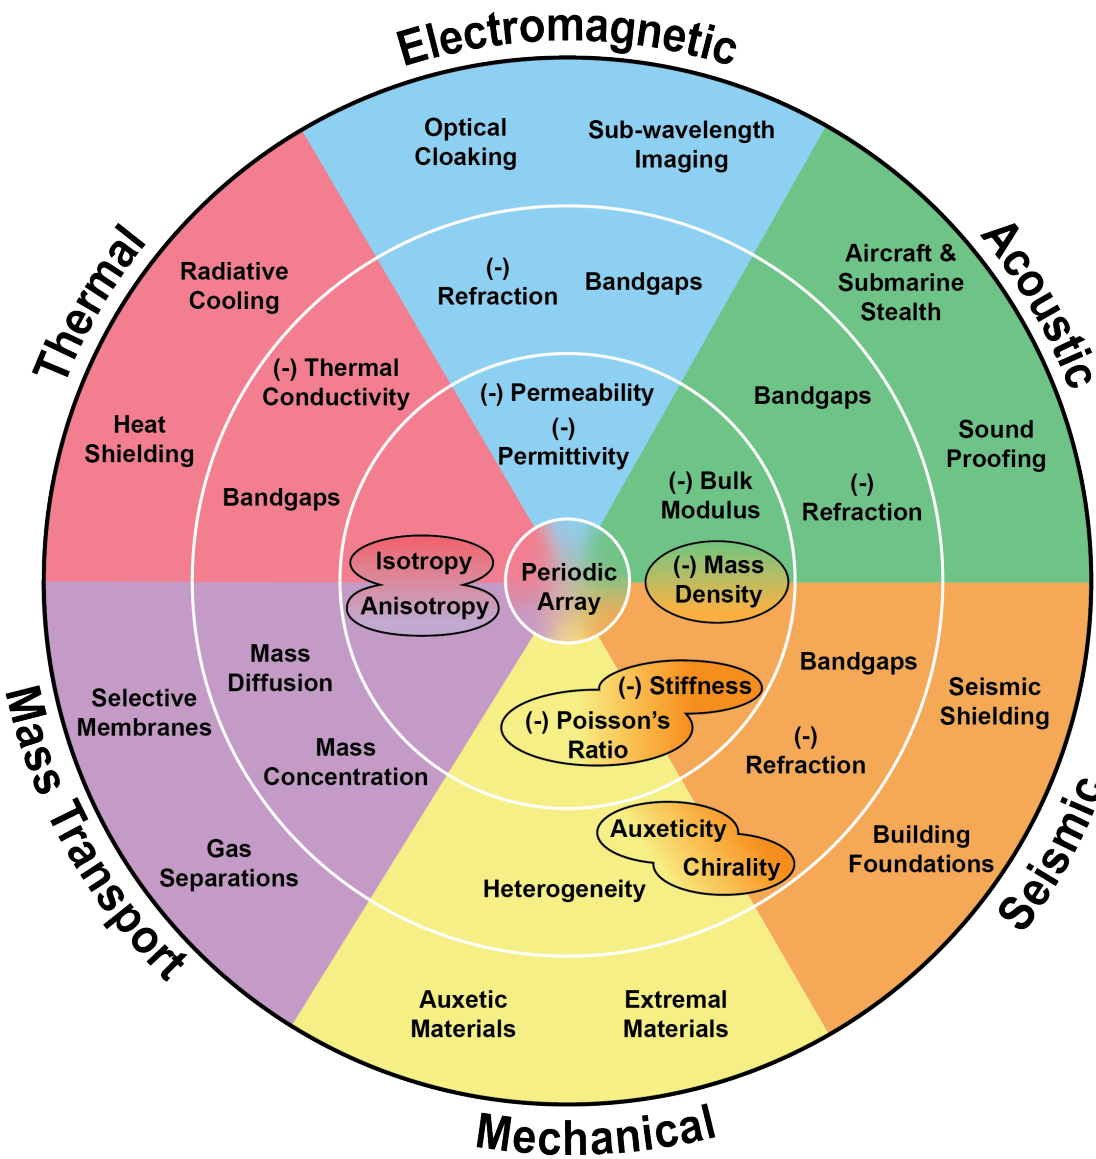 Electromagnetic
Optical
Cloaking
Sub-wavelength
Imaging
(-)
Refraction
Bandgaps
(-) Permeability
(-)
Permittivity
Acoustic
Aircraft &
Submarine
Stealth
Sound
Proofing
Bandgaps
(-)
Refraction
(-) Bulk
Modulus
(-) Mass
Density
Seismic
Seismic
Shielding
Building
Foundations
Bandgaps
(-)
Refraction
(-) Stiffness
(-) Poisson’s
Ratio
Auxeticity
Chirality
Mechanical
Heterogeneity
Auxetic
Materials
Extremal
Materials
Mass Transport
Selective
Membranes
Gas
Separations
Mass
Diffusion
Mass
Concentration
Thermal
Radiative
Cooling
Heat
Shielding
(-) Thermal
Conductivity
Bandgaps
Isotropy
Anisotropy
Periodic
Array